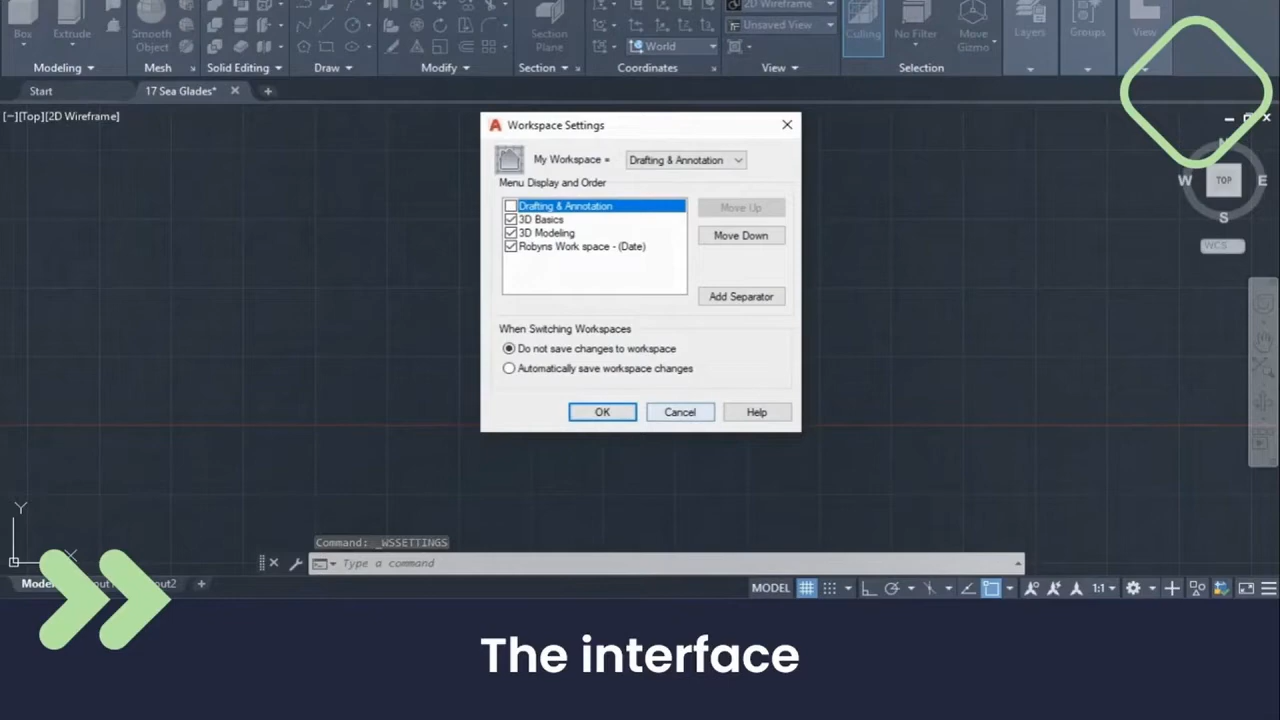 Box Extrude Smooth Object Section Plane World 2D Wireframe Unsaved View Culling No Filter Move Gizmo Layers Groups View
Modeling Mesh Solid Editing Draw Modify Section Coordinates View Selection
Start 17 Sea Glades* +
[−][Top][2D Wireframe]
Workspace Settings
My Workspace = Drafting & Annotation
Menu Display and Order
Drafting & Annotation
3D Basics
3D Modeling
Robyns Work space - (Date)
Move Up
Move Down
Add Separator
When Switching Workspaces
Do not save changes to workspace
Automatically save workspace changes
OK Cancel Help
W TOP E
S
WCS
Y
Command: _WSSETTINGS
Type a command
MODEL 1:1
The interface